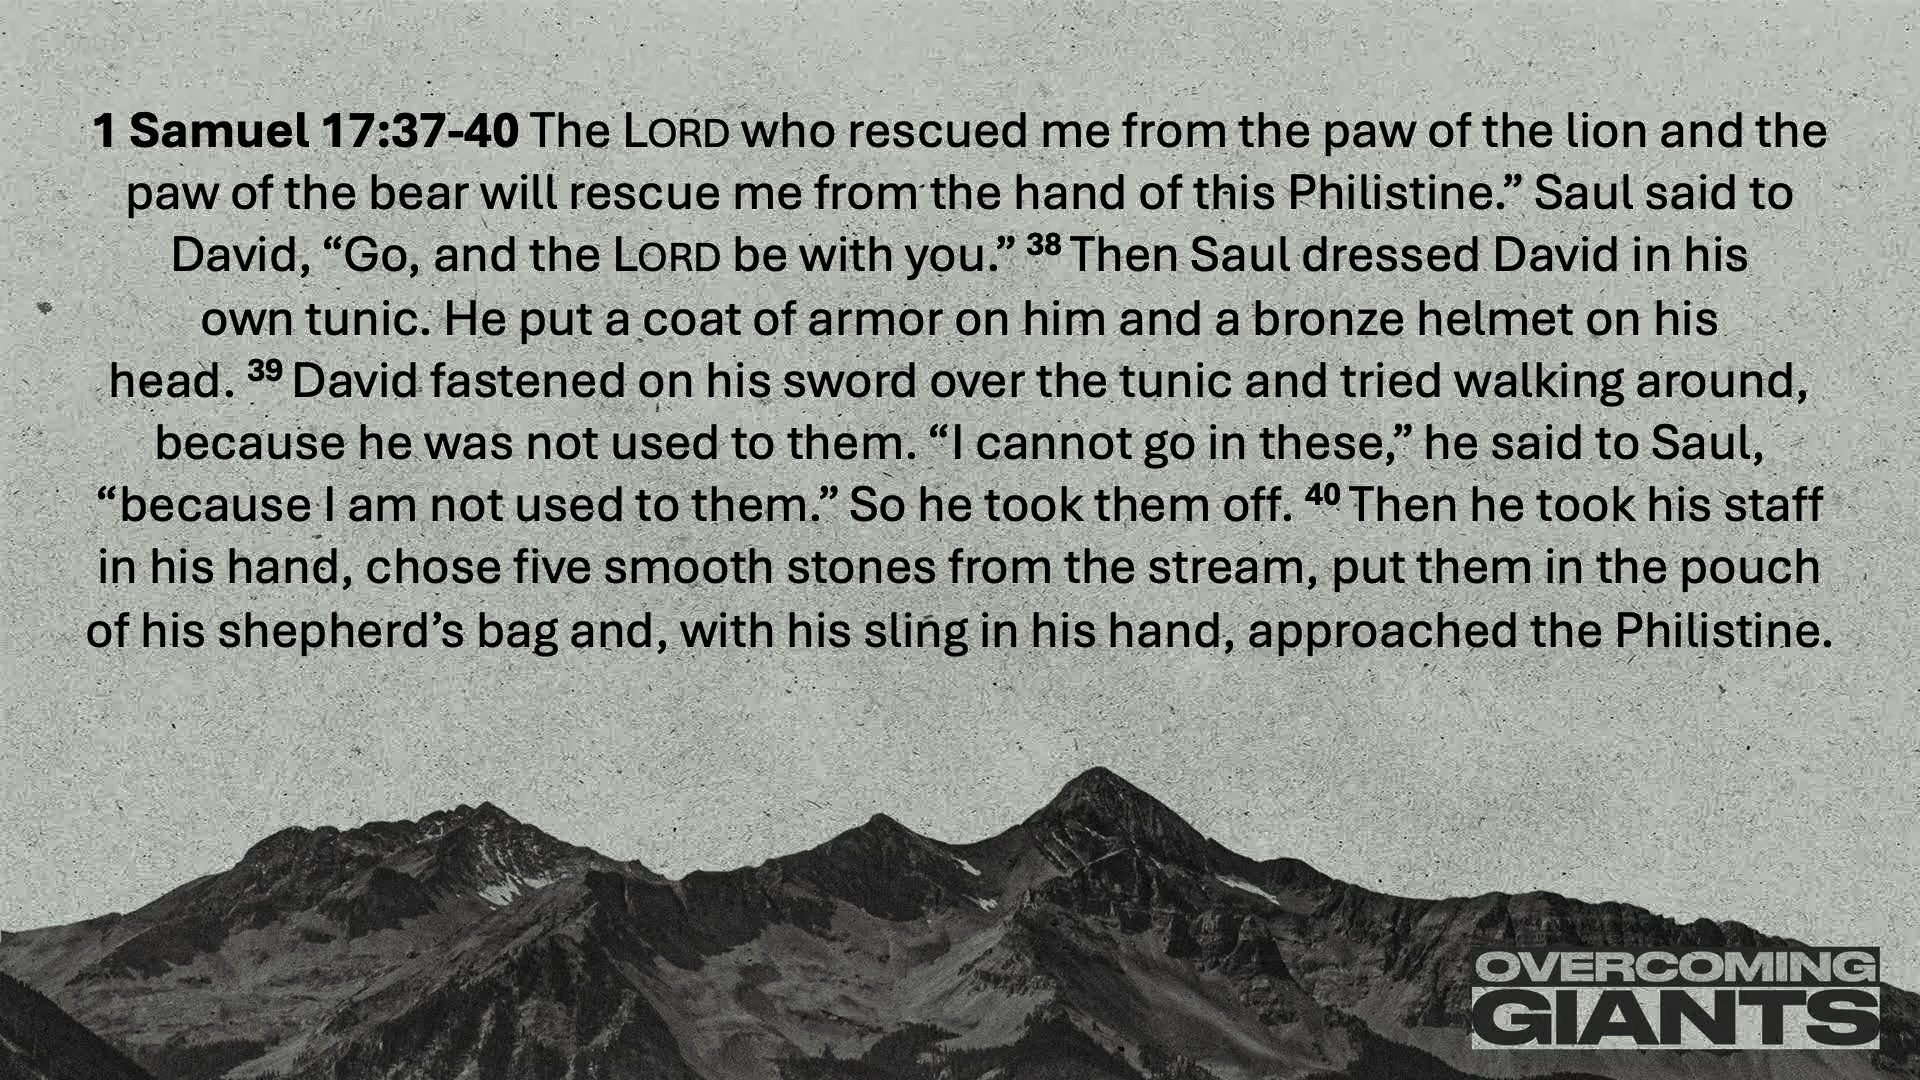 1 Samuel 17:37-40 The LORD who rescued me from the paw of the lion and the
paw of the bear will rescue me from the hand of this Philistine.” Saul said to
David, “Go, and the LORD be with you.” 38 Then Saul dressed David in his
own tunic. He put a coat of armor on him and a bronze helmet on his
head. 39 David fastened on his sword over the tunic and tried walking around,
because he was not used to them. “I cannot go in these,” he said to Saul,
“because I am not used to them.” So he took them off. 40 Then he took his staff
in his hand, chose five smooth stones from the stream, put them in the pouch
of his shepherd’s bag and, with his sling in his hand, approached the Philistine.
OVERCOMING
GIANTS